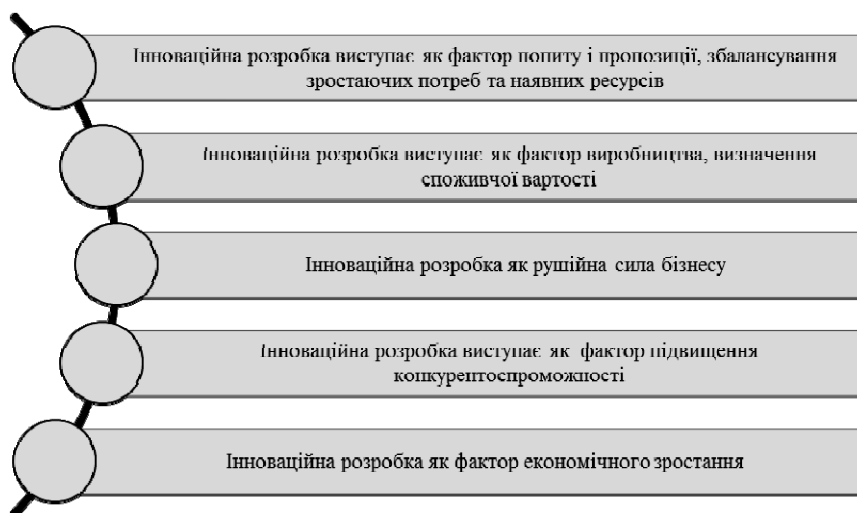 Інноваційна розробка виступає як фактор попиту і пропозиції, збалансування
зростаючих потреб та наявних ресурсів
Інноваційна розробка виступає як фактор виробництва, визначення
споживчої вартості
Інноваційна розробка як рушійна сила бізнесу
Інноваційна розробка виступає як фактор підвищення
конкурентоспроможності
Інноваційна розробка як фактор економічного зростання